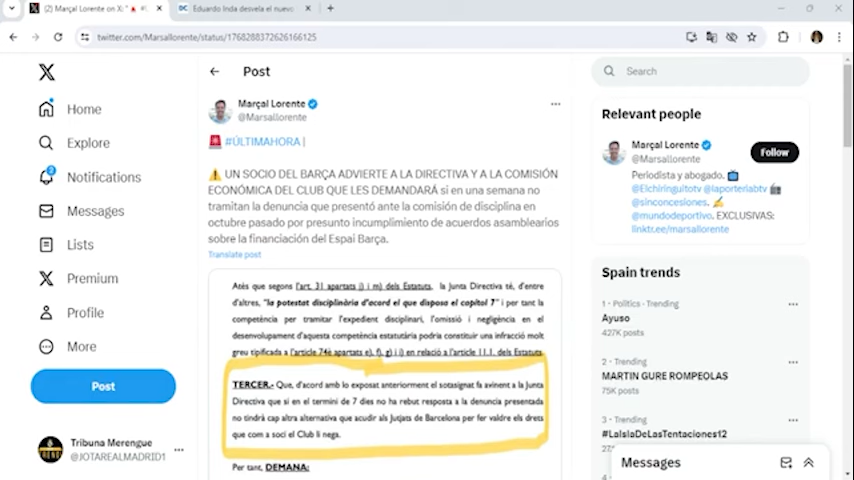 (2) Marçal Lorente on X: "
Eduardo Inda desvela el nuevo
twitter.com/Marsallorente/status/1768288372626166125
Post
Search
Marçal Lorente
@Marsallorente
#ÚLTIMAHORA |
UN SOCIO DEL BARÇA ADVIERTE A LA DIRECTIVA Y A LA COMISIÓN
ECONÓMICA DEL CLUB QUE LES DEMANDARÁ si en una semana no
tramitan la denuncia que presentó ante la comisión de disciplina en
octubre pasado por presunto incumplimiento de acuerdos asamblearios
sobre la financiación del Espai Barça.
Translate post
Atès que segons l'art. 31 apartats i) i m) dels Estatuts, la Junta Directiva té, d'entre
d'altres, "la potestat disciplinària d'acord el que disposa el capítol 7" i per tant la
competència per tramitar l'expedient disciplinari, l'omissió i negligència en el
desenvolupament d'aquesta competència estatutària podria constituir una infracció molt
greu tipificada a l'article 74è apartats e), f), g) i i) en relació a l'article 11.1. dels Estatuts.
TERCER.- Que, d'acord amb lo exposat anteriorment el sotasignat fa avinent a la Junta
Directiva que si en el termini de 7 dies no ha rebut resposta a la denuncia presentada
no tindrà cap altra alternativa que acudir als Jutjats de Barcelona per fer valdre els drets
que com a soci el Club li nega.
Per tant, DEMANA:
Home
Explore
2
Notifications
Messages
Lists
Premium
Profile
More
Post
Tribuna Merengue
@JOTAREALMADRID1
Relevant people
Marçal Lorente
@Marsallorente
Follow
Periodista y abogado.
@Elchiringuitotv @laporteriabtv
@sinconcesiones.
@mundodeportivo. EXCLUSIVAS:
linktr.ee/marsallorente
Spain trends
1 · Politics · Trending
Ayuso
427K posts
2 · Trending
MARTIN GURE ROMPEOLAS
75K posts
3 · Trending
#LaIslaDeLasTentaciones12
Messages